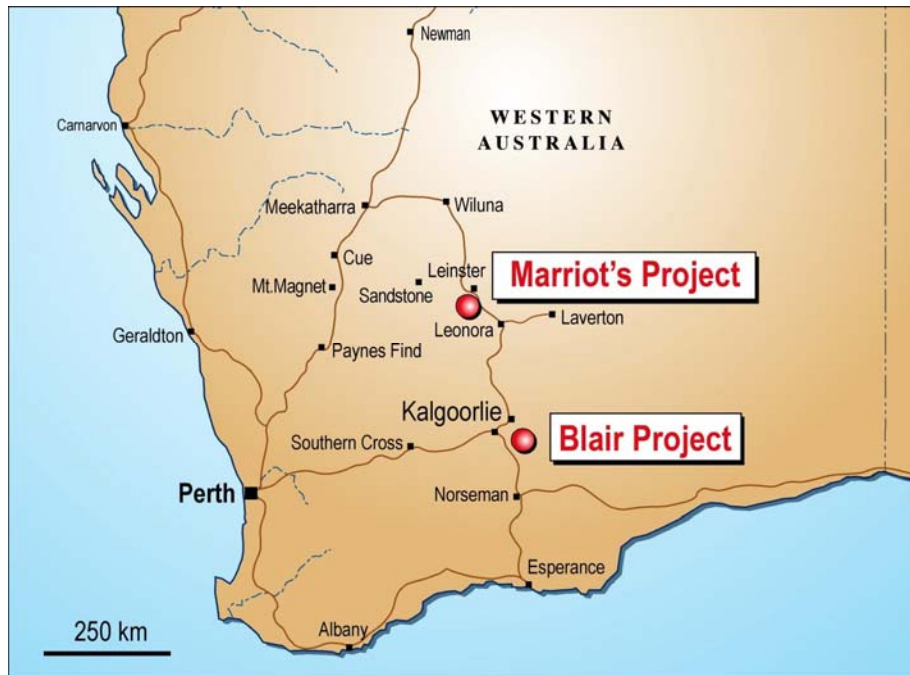 Newman
WESTERN
AUSTRALIA
Carnarvon
Meekatharra
Wiluna
Cue
Leinster
Marriot's Project
Mt.Magnet
Sandstone
Laverton
Leonora
Geraldton
Paynes Find
Kalgoorlie
Blair Project
Southern Cross
Perth
Norseman
Esperance
250 km
Albany